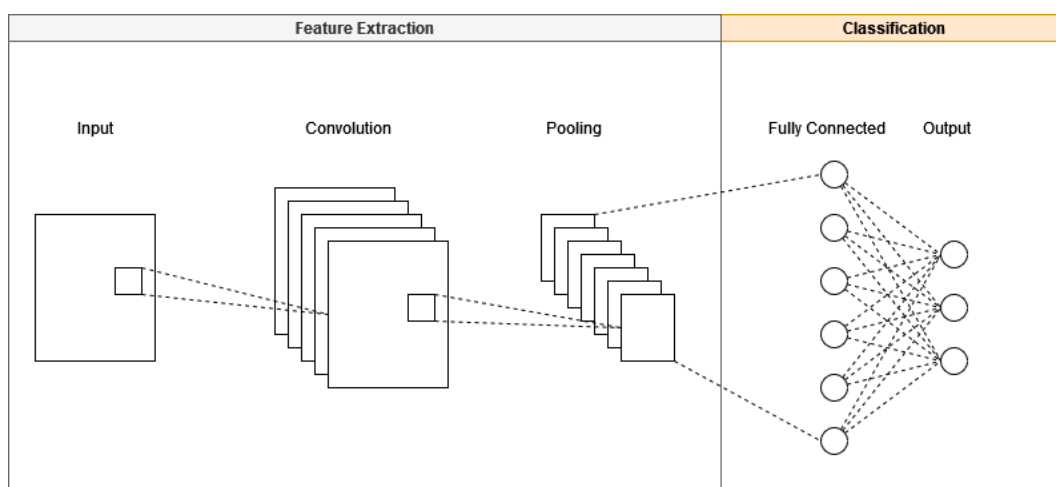 Feature Extraction
Classification
Input
Convolution
Pooling
Fully Connected
Output